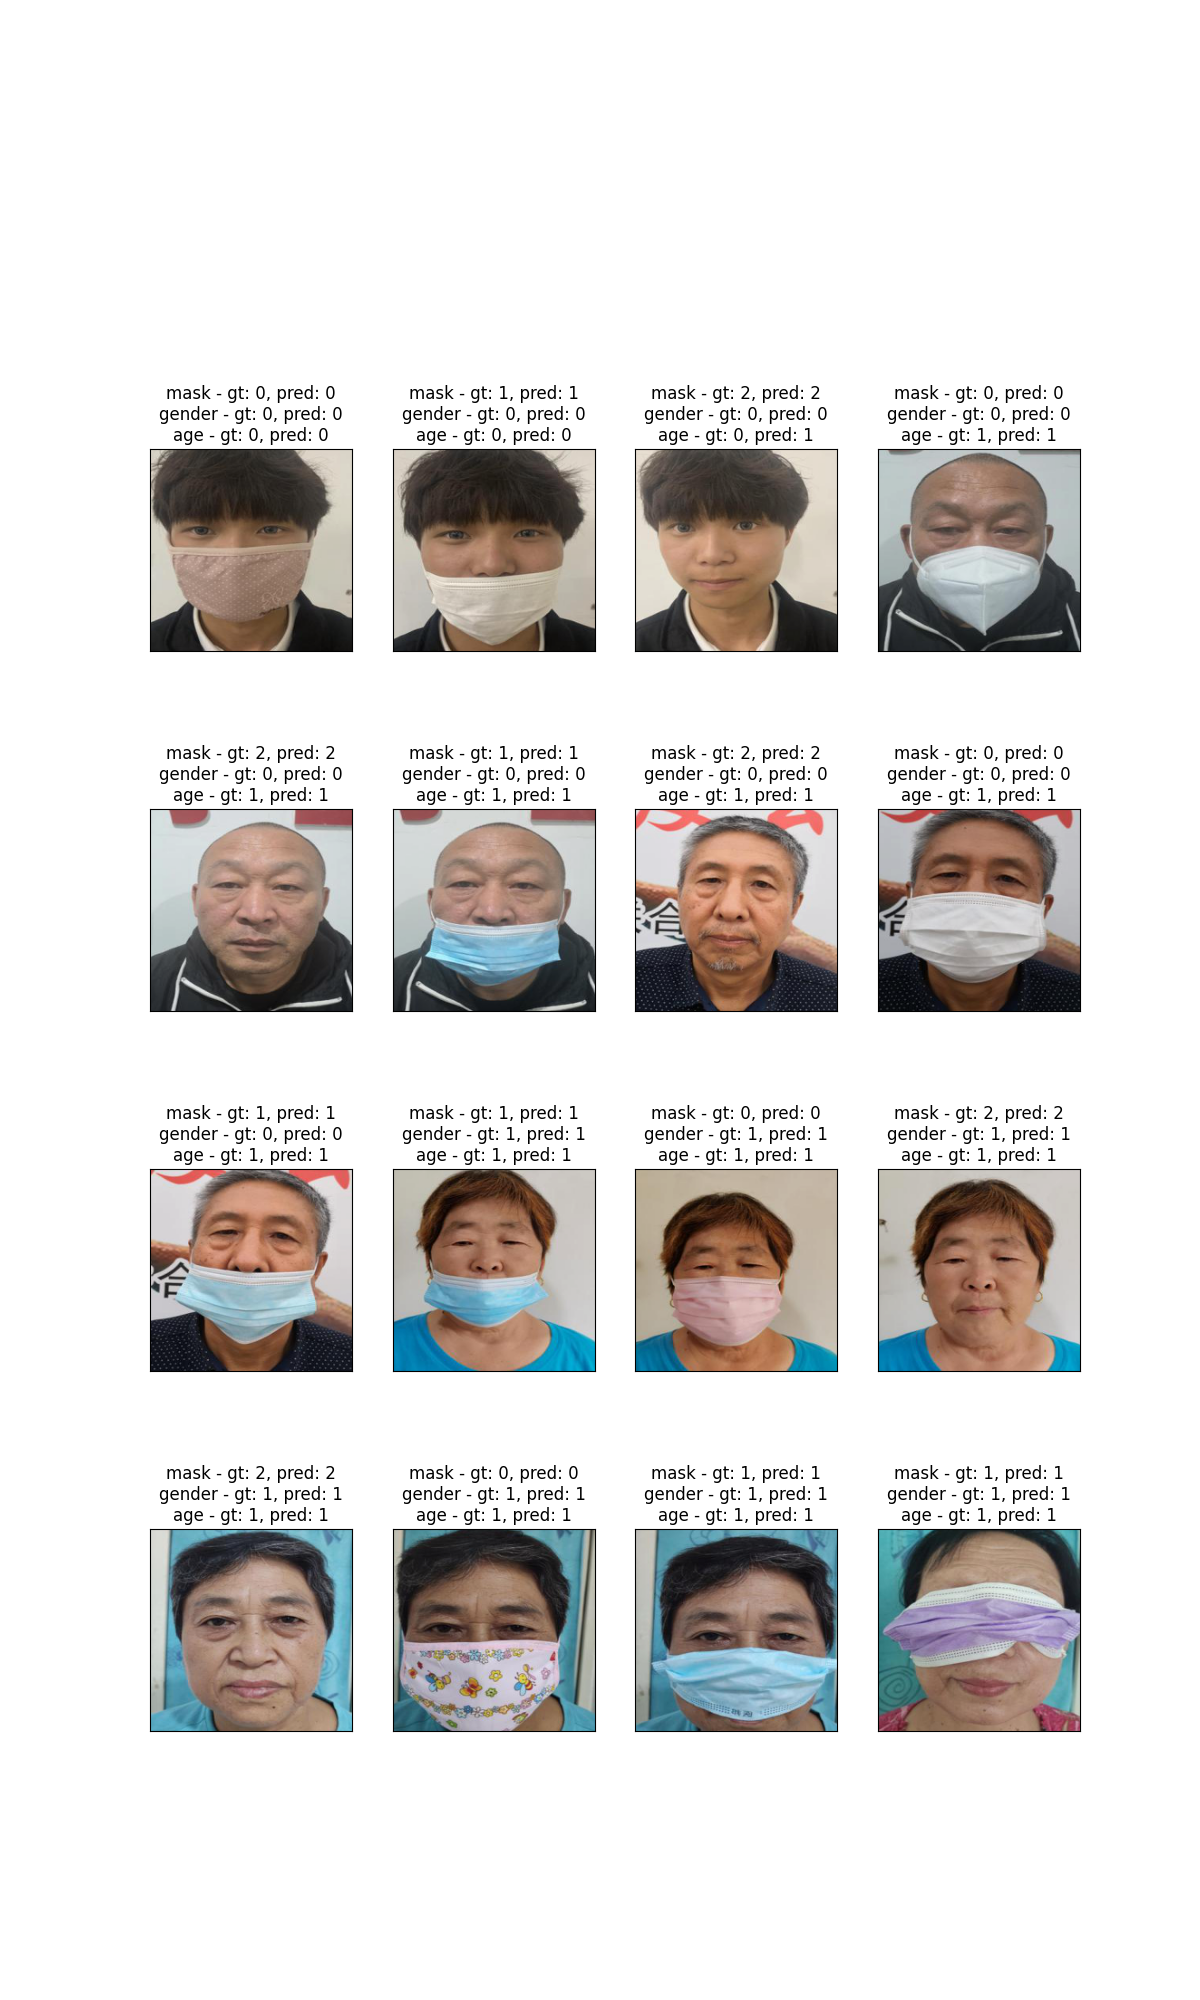 mask - gt: 0, pred: 0
gender - gt: 0, pred: 0
age - gt: 0, pred: 0
mask - gt: 1, pred: 1
gender - gt: 0, pred: 0
age - gt: 0, pred: 0
mask - gt: 2, pred: 2
gender - gt: 0, pred: 0
age - gt: 0, pred: 1
mask - gt: 0, pred: 0
gender - gt: 0, pred: 0
age - gt: 1, pred: 1
mask - gt: 2, pred: 2
gender - gt: 0, pred: 0
age - gt: 1, pred: 1
mask - gt: 1, pred: 1
gender - gt: 0, pred: 0
age - gt: 1, pred: 1
mask - gt: 2, pred: 2
gender - gt: 0, pred: 0
age - gt: 1, pred: 1
合
mask - gt: 0, pred: 0
gender - gt: 0, pred: 0
age - gt: 1, pred: 1
mask - gt: 1, pred: 1
gender - gt: 0, pred: 0
age - gt: 1, pred: 1
合
mask - gt: 1, pred: 1
gender - gt: 1, pred: 1
age - gt: 1, pred: 1
mask - gt: 0, pred: 0
gender - gt: 1, pred: 1
age - gt: 1, pred: 1
mask - gt: 2, pred: 2
gender - gt: 1, pred: 1
age - gt: 1, pred: 1
mask - gt: 2, pred: 2
gender - gt: 1, pred: 1
age - gt: 1, pred: 1
mask - gt: 0, pred: 0
gender - gt: 1, pred: 1
age - gt: 1, pred: 1
mask - gt: 1, pred: 1
gender - gt: 1, pred: 1
age - gt: 1, pred: 1
mask - gt: 1, pred: 1
gender - gt: 1, pred: 1
age - gt: 1, pred: 1